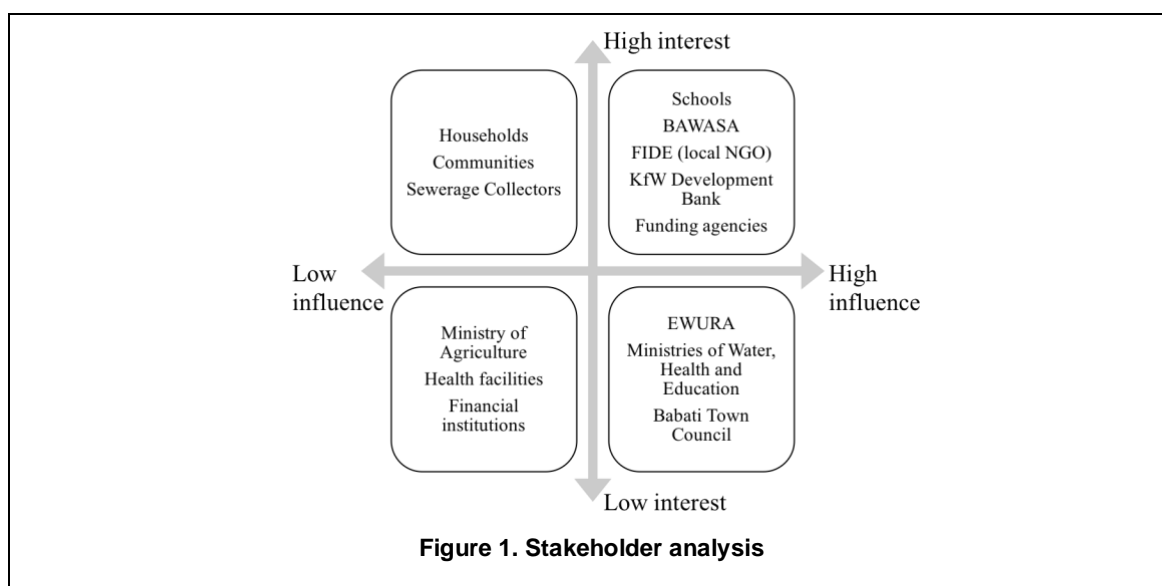 High interest
Households
Communities
Sewerage Collectors
Schools
BAWASA
FIDE (local NGO)
KfW Development
Bank
Funding agencies
Low
influence
High
influence
Ministry of
Agriculture
Health facilities
Financial
institutions
EWURA
Ministries of Water,
Health and
Education
Babati Town
Council
Low interest
Figure 1. Stakeholder analysis